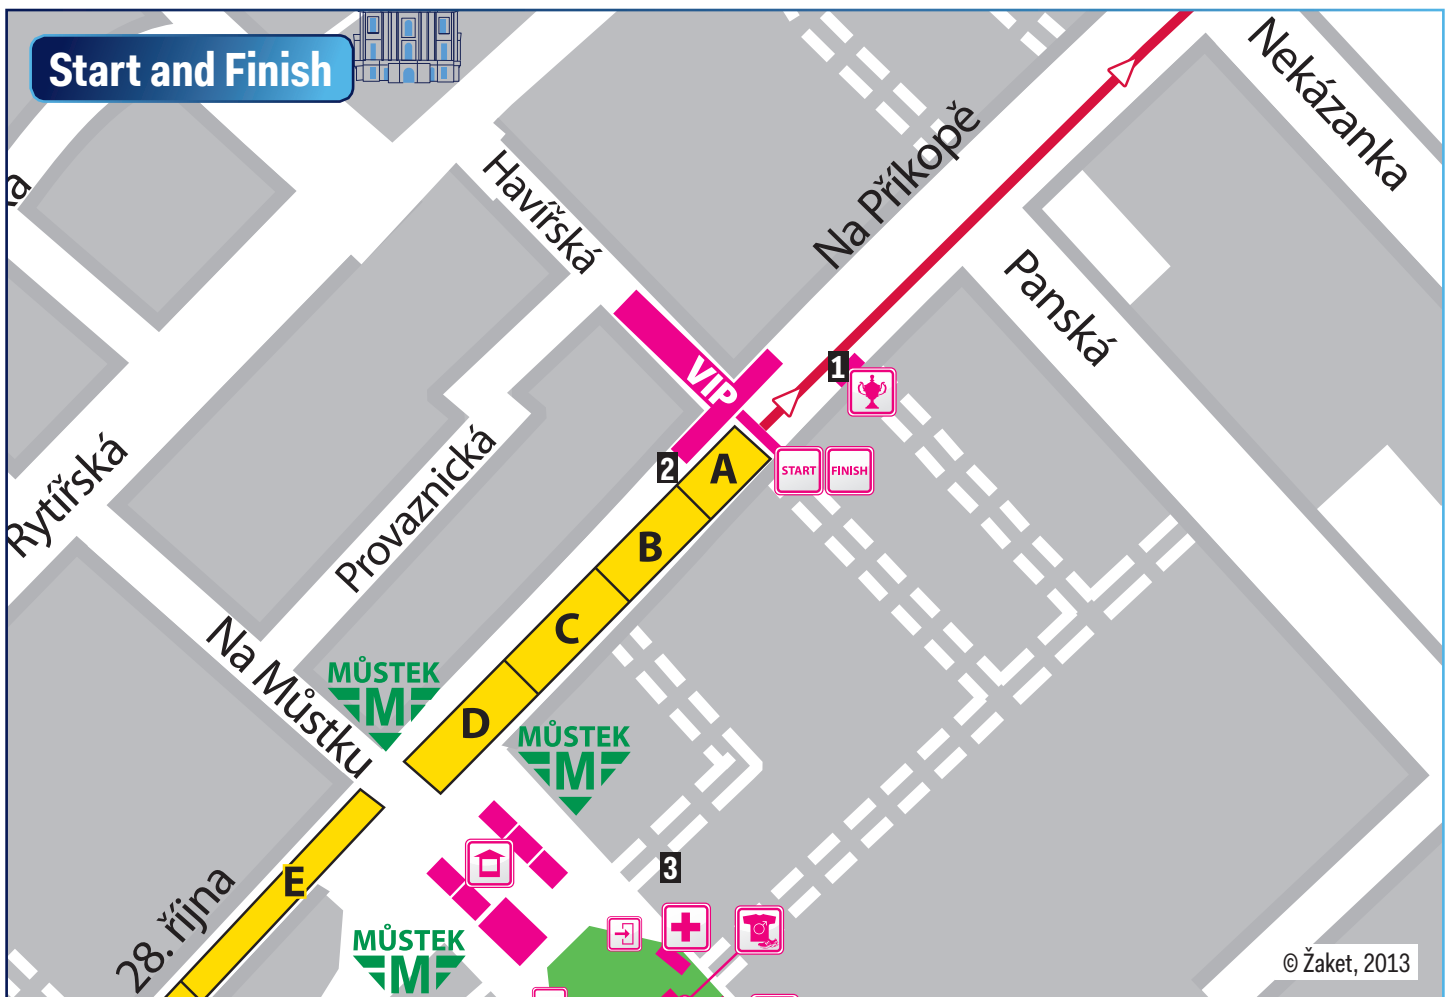 Start and Finish
Nekázanka
Na Příkopě
Havířská
Panská
VIP
1
START
FINISH
2
A
B
C
D
E
Rytířská
Provaznická
Na Můstku
MŮSTEK
M
MŮSTEK
M
3
28. října
MŮSTEK
M
© Žaket, 2013
ka